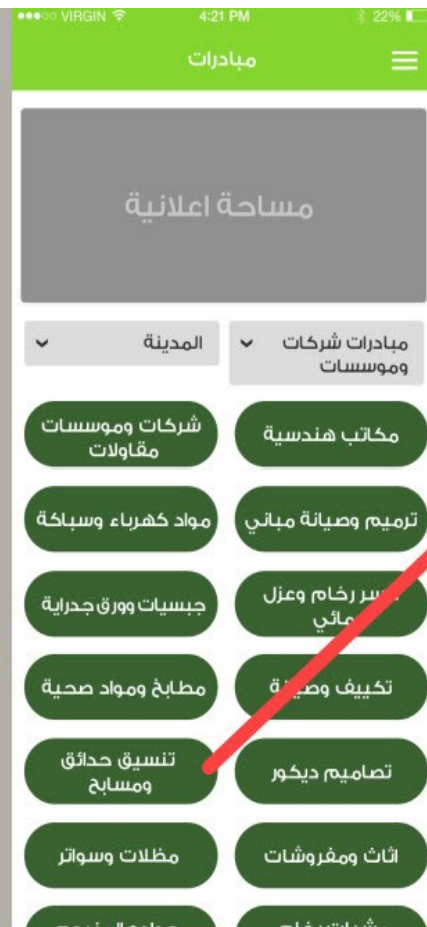 VIRGIN 4:21 PM 22%
مبادرات
مساحة اعلانية
مبادرات شركات
وموسسات
المدينة
مكاتب هندسية
شركات وموسسات
مقاولات
ترميم وصيانة مباني
مواد كهرباء وسباكة
رخام وعزل
جبسيات وورق جدراية
تكييف وصيانة
مطابخ ومواد صحية
تصاميم ديكور
تنسيق حدائق
ومسابح
اثاث ومفروشات
مظلات وسواتر